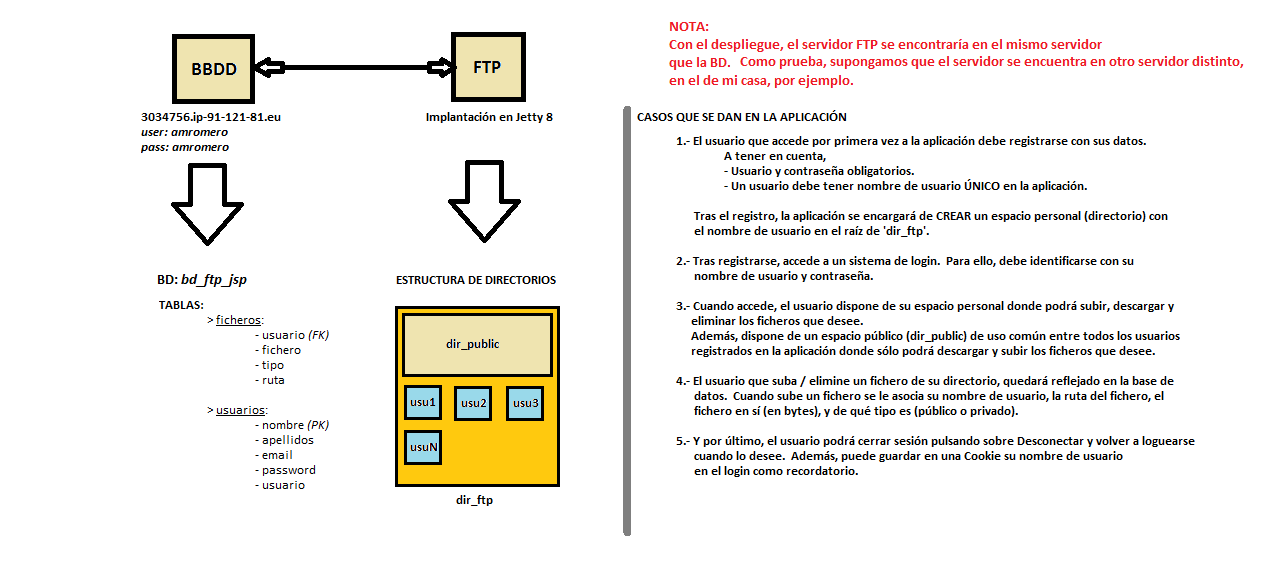 BBDD
FTP
3034756.ip-91-121-81.eu
user: amromero
pass: amromero
Implantación en Jetty 8
BD: bd_ftp_jsp
TABLAS:
> ficheros:
- usuario (FK)
- fichero
- tipo
- ruta
> usuarios:
- nombre (PK)
- apellidos
- email
- password
- usuario
ESTRUCTURA DE DIRECTORIOS
dir_public
usu1
usu2
usu3
usuN
dir_ftp
NOTA:
Con el despliegue, el servidor FTP se encontraría en el mismo servidor
que la BD. Como prueba, supongamos que el servidor se encuentra en otro servidor distinto,
en el de mi casa, por ejemplo.
CASOS QUE SE DAN EN LA APLICACIÓN
1.- El usuario que accede por primera vez a la aplicación debe registrarse con sus datos.
A tener en cuenta,
- Usuario y contraseña obligatorios.
- Un usuario debe tener nombre de usuario ÚNICO en la aplicación.
Tras el registro, la aplicación se encargará de CREAR un espacio personal (directorio) con
el nombre de usuario en el raíz de 'dir_ftp'.
2.- Tras registrarse, accede a un sistema de login. Para ello, debe identificarse con su
nombre de usuario y contraseña.
3.- Cuando accede, el usuario dispone de su espacio personal donde podrá subir, descargar y
eliminar los ficheros que desee.
Además, dispone de un espacio público (dir_public) de uso común entre todos los usuarios
registrados en la aplicación donde sólo podrá descargar y subir los ficheros que desee.
4.- El usuario que suba / elimine un fichero de su directorio, quedará reflejado en la base de
datos. Cuando sube un fichero se le asocia su nombre de usuario, la ruta del fichero, el
fichero en sí (en bytes), y de qué tipo es (público o privado).
5.- Y por último, el usuario podrá cerrar sesión pulsando sobre Desconectar y volver a loguearse
cuando lo desee. Además, puede guardar en una Cookie su nombre de usuario
en el login como recordatorio.